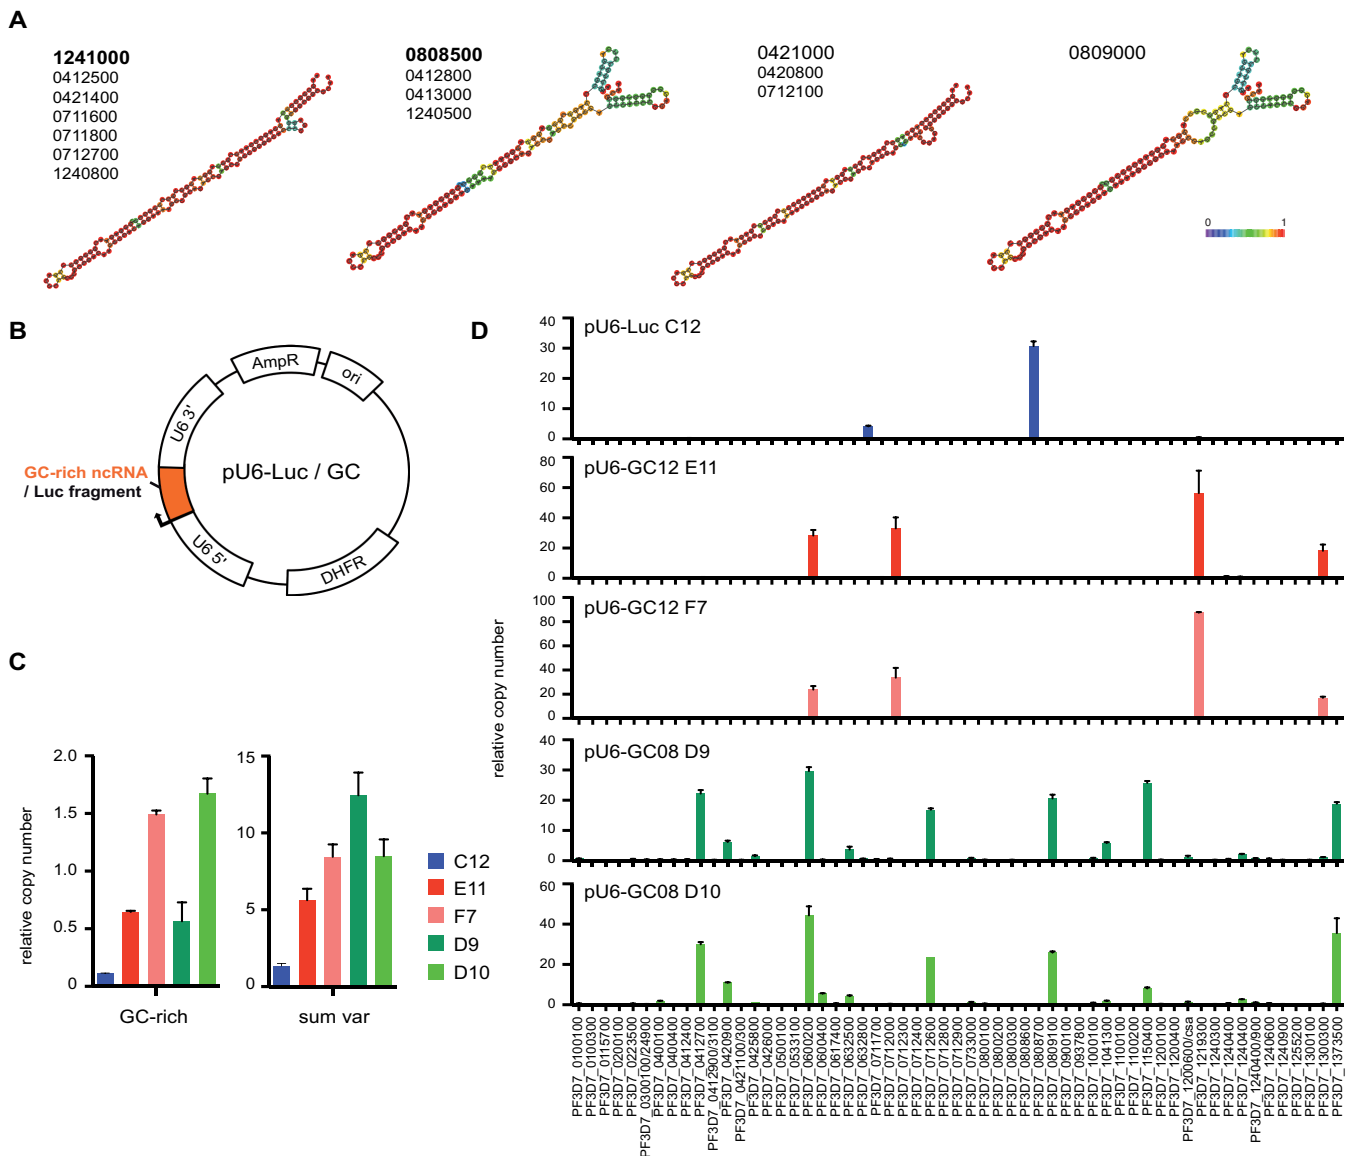 A
1241000
0412500
0421400
0711600
0711800
0712700
1240800
0808500
0412800
0413000
1240500
0421000
0420800
0712100
0809000
0 1
B
AmpR
ori
U6 3'
GC-rich ncRNA
/ Luc fragment
pU6-Luc / GC
U6 5'
DHFR
C
relative copy number
2.0
1.5
1.0
0.5
0
GC-rich
15
10
5
0
sum var
C12
E11
F7
D9
D10
D
relative copy number
pU6-Luc C12
40
30
20
10
0
pU6-GC12 E11
80
60
40
20
0
pU6-GC12 F7
100
80
60
40
20
0
pU6-GC08 D9
40
30
20
10
0
pU6-GC08 D10
60
40
20
0
PF3D7_0100100
PF3D7_0100300
PF3D7_0115700
PF3D7_0200100
PF3D7_0223500
PF3D7_0300100/24900
PF3D7_0400100
PF3D7_0400400
PF3D7_0412400
PF3D7_0412700
PF3D7_0412900/3100
PF3D7_0420900
PF3D7_0421100/300
PF3D7_0425800
PF3D7_0426000
PF3D7_0500100
PF3D7_0533100
PF3D7_0600200
PF3D7_0600400
PF3D7_0617400
PF3D7_0632500
PF3D7_0632800
PF3D7_0711700
PF3D7_0712000
PF3D7_0712300
PF3D7_0712400
PF3D7_0712600
PF3D7_0712800
PF3D7_0712900
PF3D7_0733000
PF3D7_0800100
PF3D7_0800200
PF3D7_0800300
PF3D7_0808600
PF3D7_0808700
PF3D7_0809100
PF3D7_0900100
PF3D7_0937800
PF3D7_1000100
PF3D7_1041300
PF3D7_1100100
PF3D7_1100200
PF3D7_1150400
PF3D7_1200100
PF3D7_1200400
PF3D7_1200600/csa
PF3D7_1219300
PF3D7_1240300
PF3D7_1240400
PF3D7_1240400/900
PF3D7_1240600
PF3D7_1240900
PF3D7_1255200
PF3D7_1300100
PF3D7_1300300
PF3D7_1373500